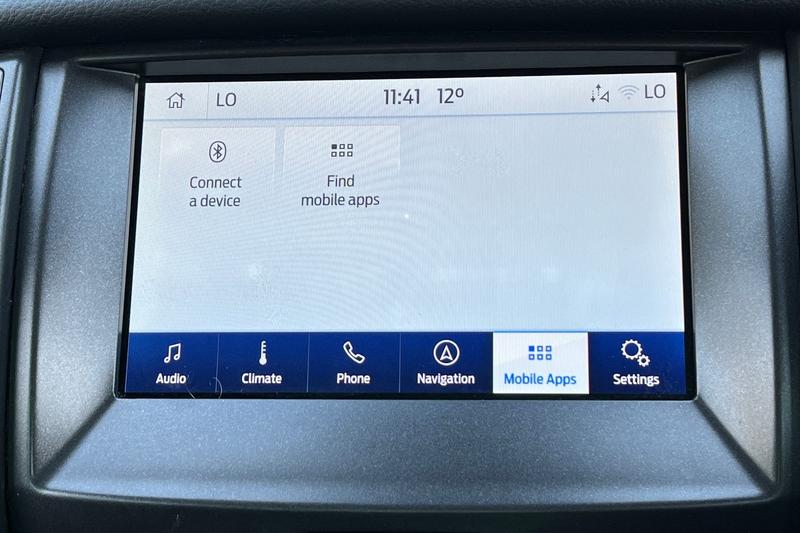 LO 11:41 12° LO
Connect
a device
Find
mobile apps
Audio Climate Phone Navigation Mobile Apps Settings